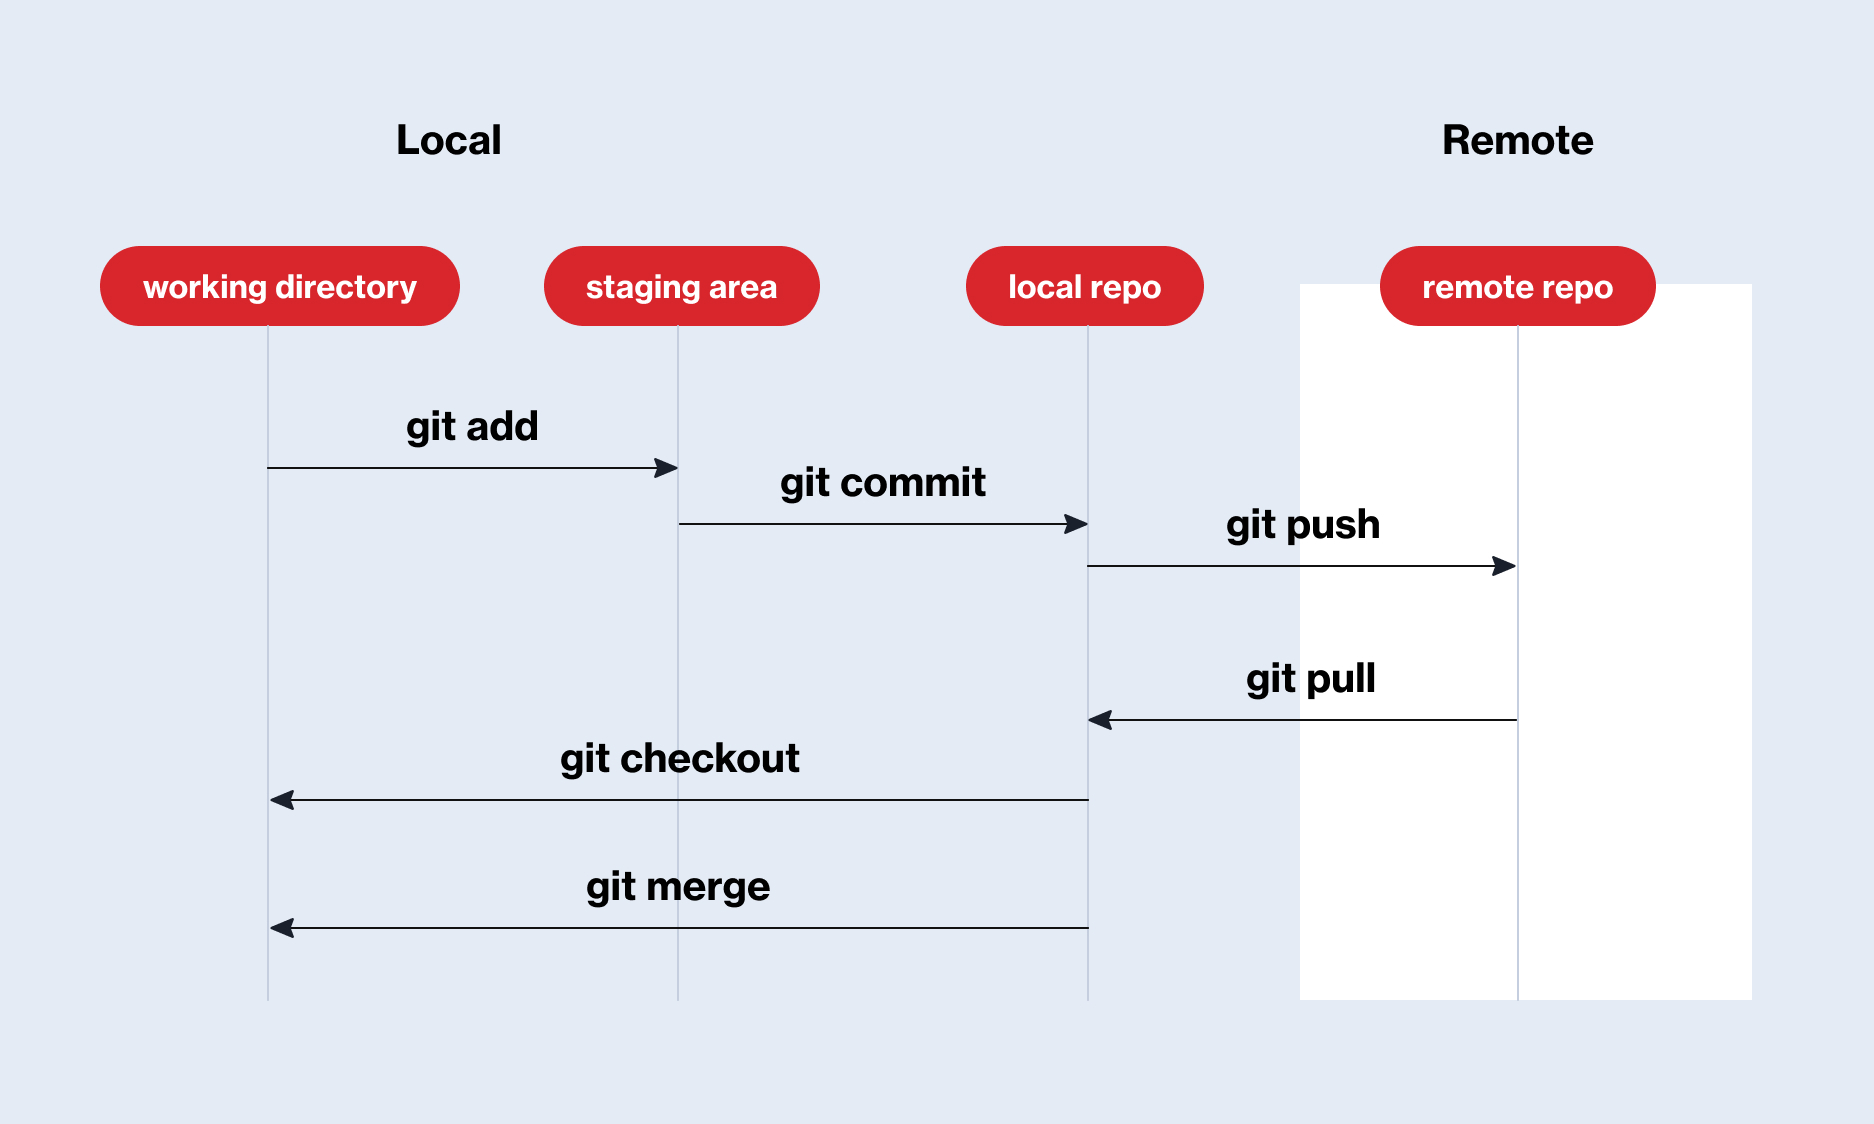 Local
Remote
working directory
staging area
local repo
remote repo
git add
git commit
git push
git pull
git checkout
git merge